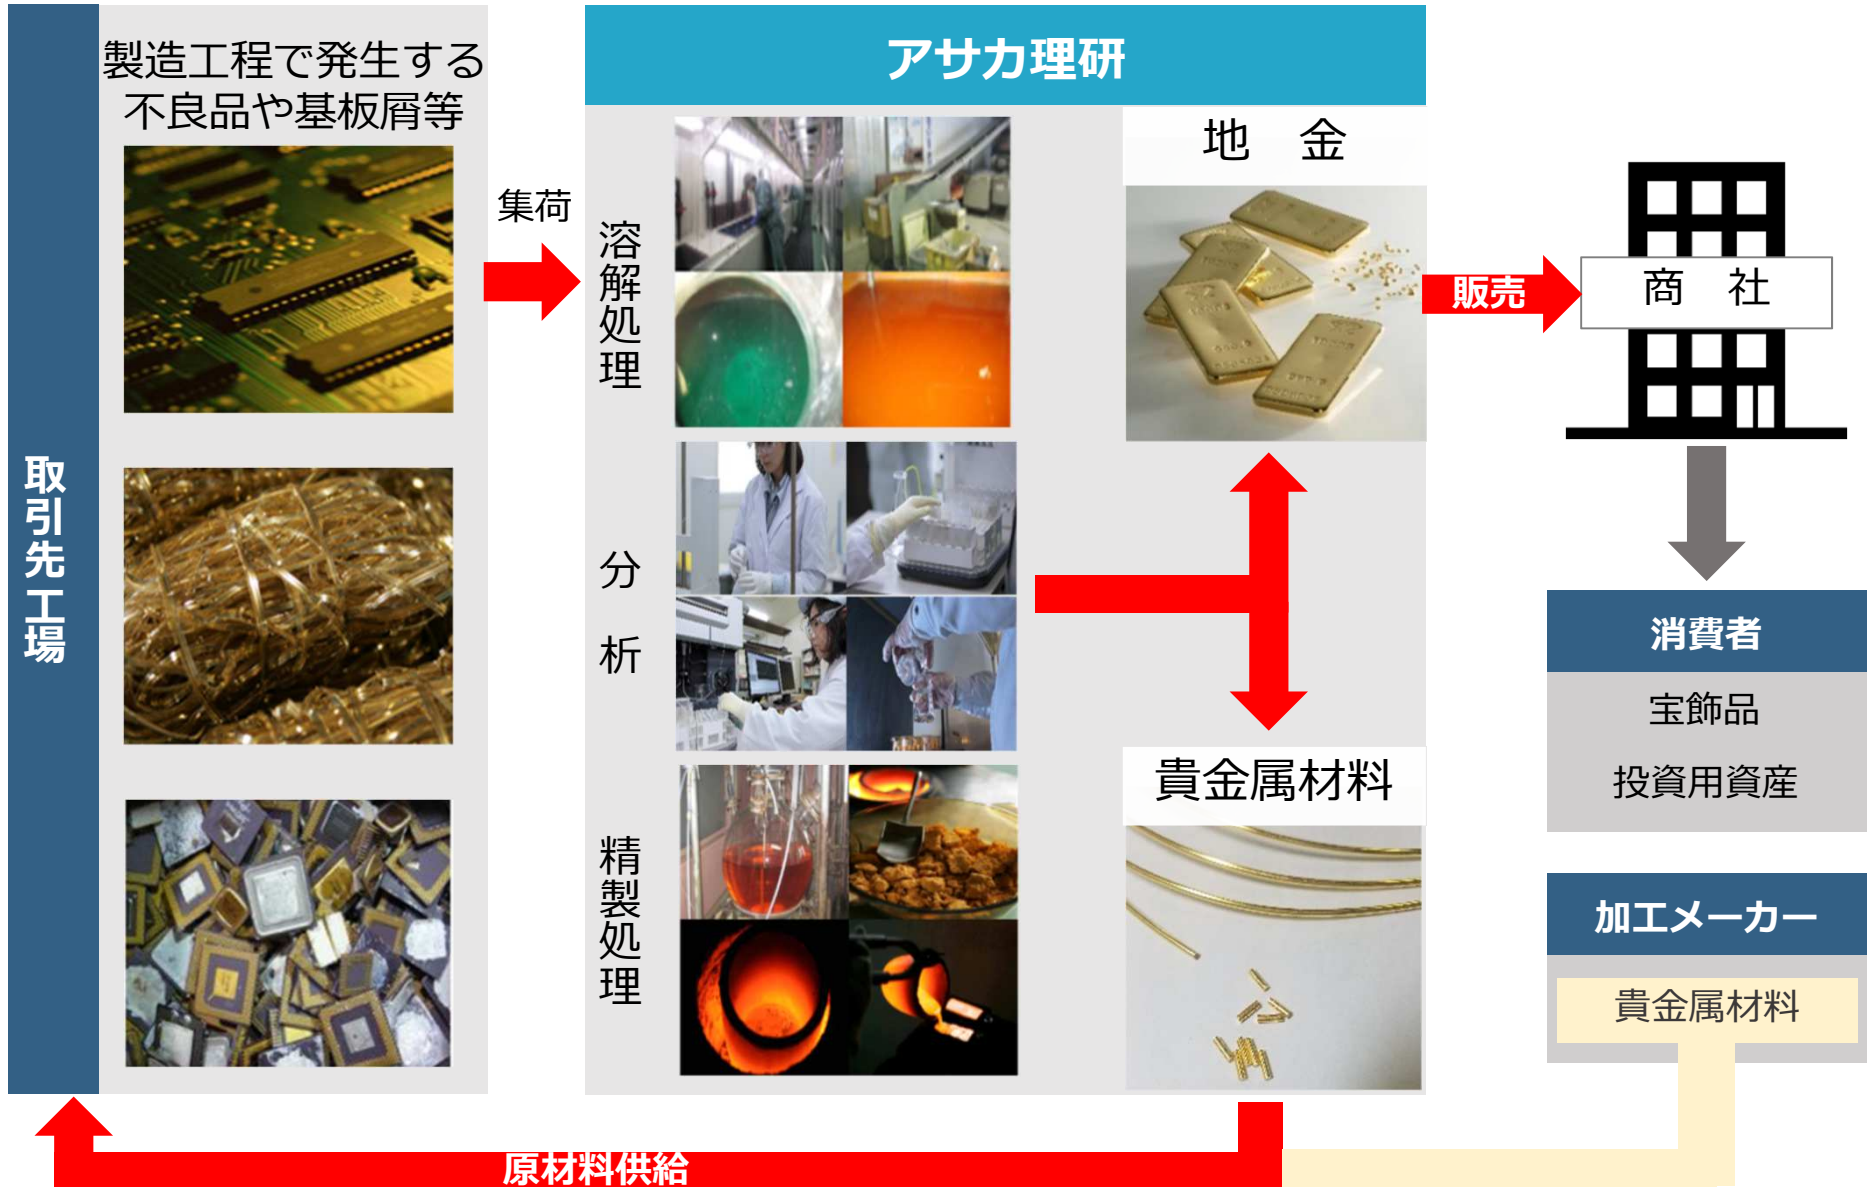 取引先工場
製造工程で発生する
不良品や基板屑等
集荷
アサカ理研
溶解処理
分析
精製処理
地　金
貴金属材料
販売
商　社
消費者
宝飾品
投資用資産
加工メーカー
貴金属材料
原材料供給